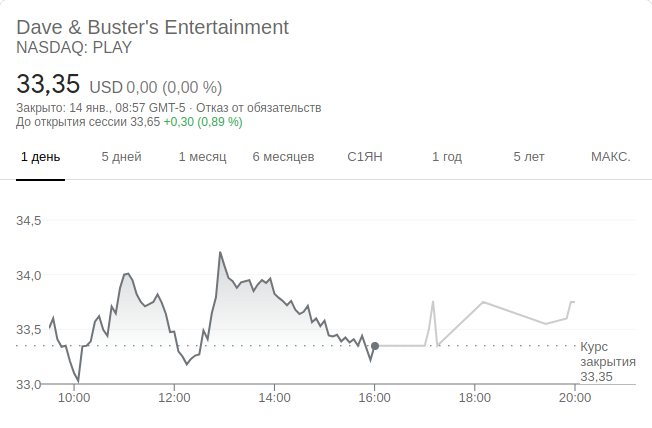 Dave & Buster's Entertainment
NASDAQ: PLAY
33,35 USD 0,00 (0,00 %)
Закрыто: 14 янв., 08:57 GMT-5 · Отказ от обязательств
До открытия сессии 33,65 +0,30 (0,89 %)
1 день 5 дней 1 месяц 6 месяцев С1ЯН 1 год 5 лет МАКС.
34,5
34,0
33,5
Курс
закрытия
33,35
33,0
10:00 12:00 14:00 16:00 18:00 20:00